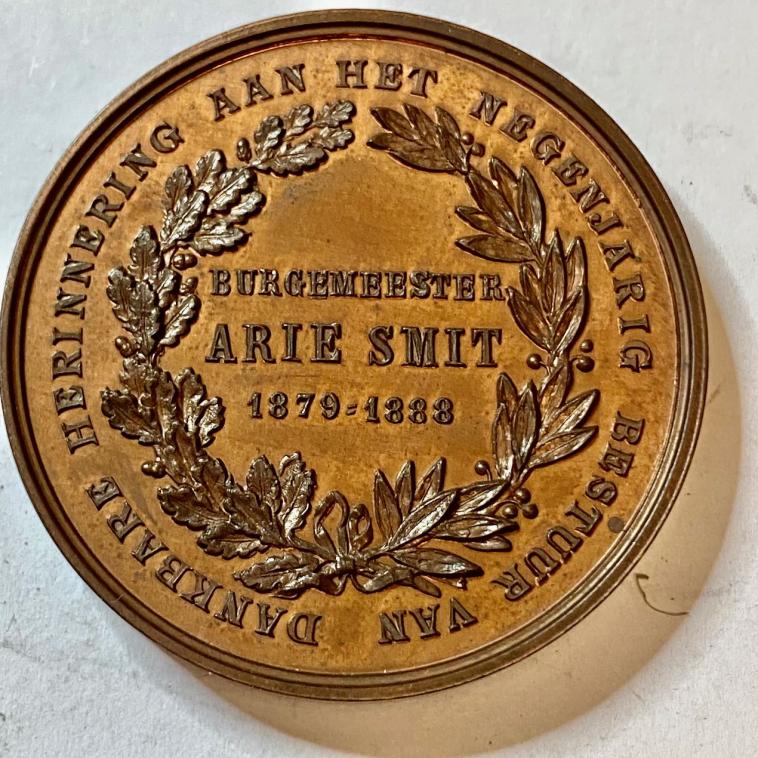 DANKBARE HERINNERING AAN HET NEGENJARIG BESTUUR VAN
BURGEMEESTER
ARIE SMIT
1879=1888